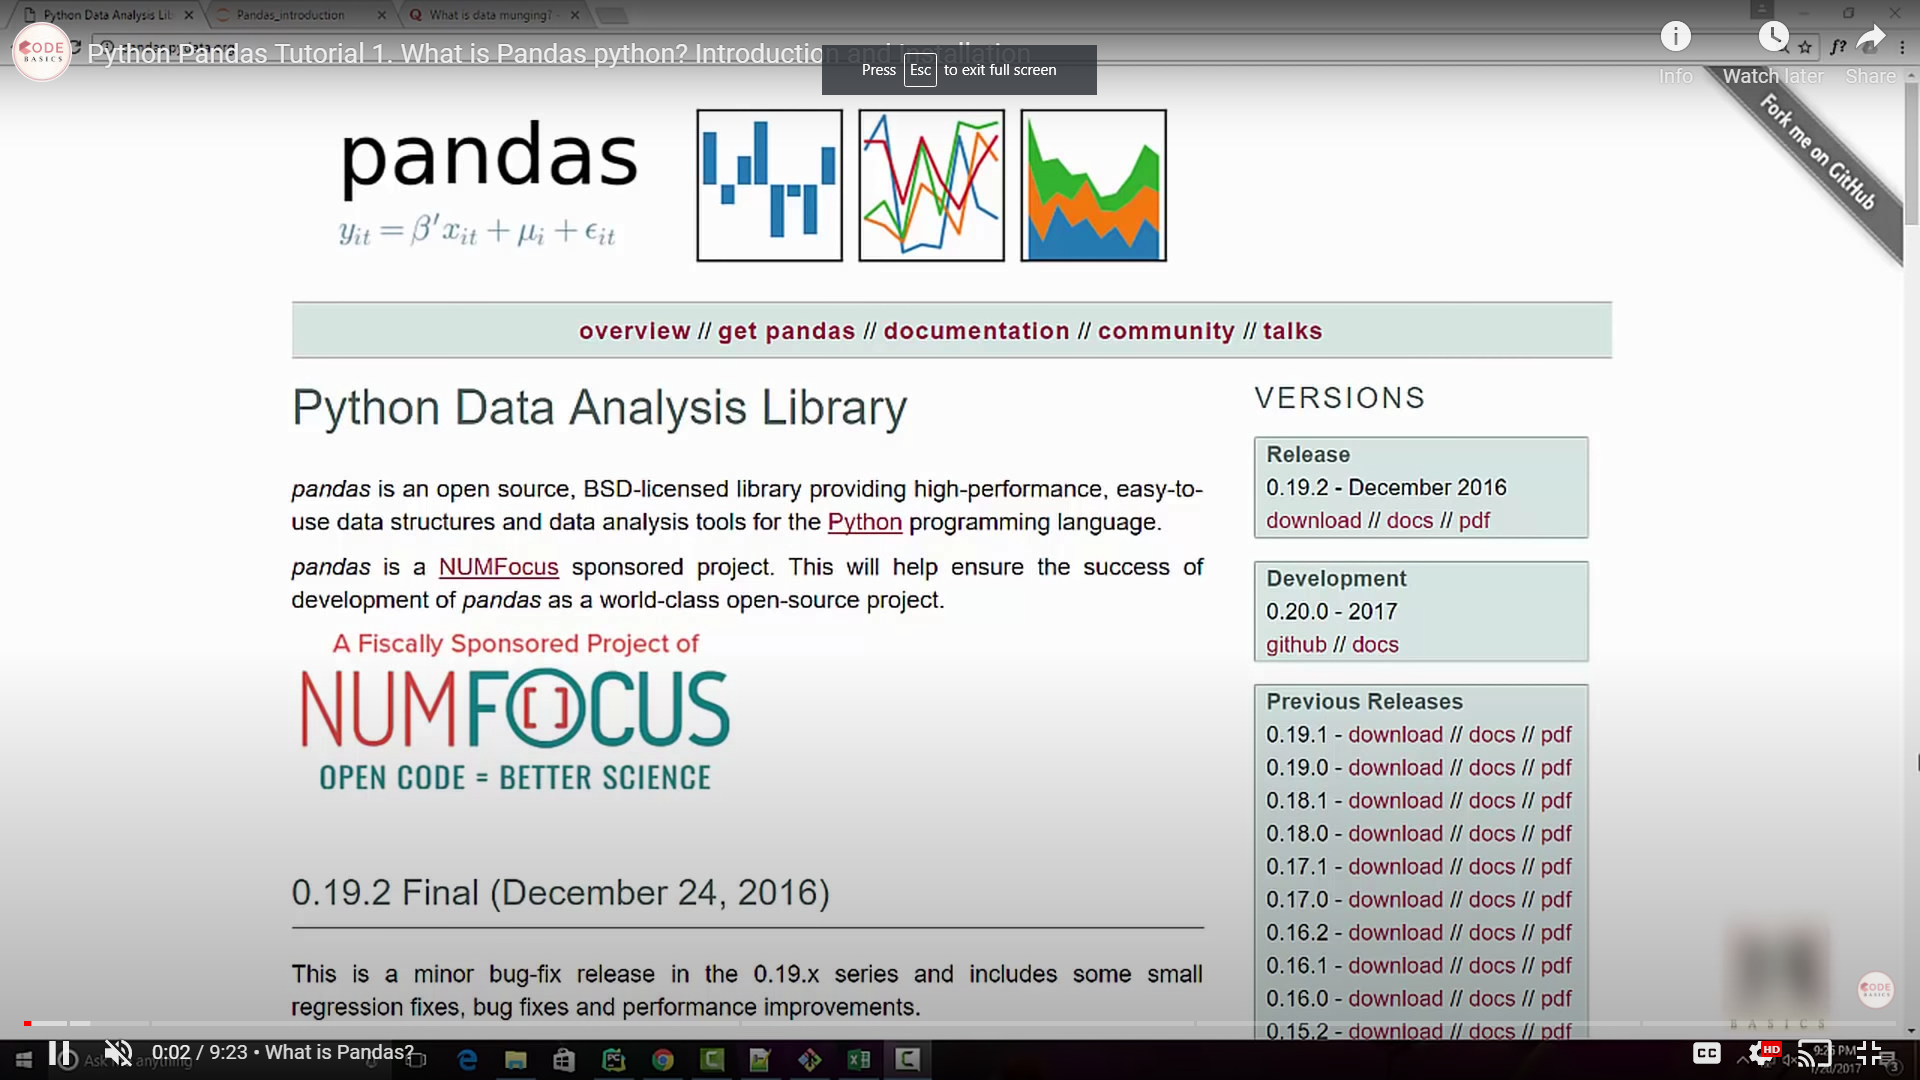 Python Data Analysis Lib
Pandas_introduction
What is data munging? -
CODE
BASICS
Python Pandas Tutorial 1. What is Pandas python? Introduction and Installation
Press Esc to exit full screen
Info
Watch later
Share
Fork me on GitHub
pandas
y_it = β′x_it + μ_i + ϵ_it
overview // get pandas // documentation // community // talks
Python Data Analysis Library
pandas is an open source, BSD-licensed library providing high-performance, easy-to-
use data structures and data analysis tools for the Python programming language.
pandas is a NUMFocus sponsored project. This will help ensure the success of
development of pandas as a world-class open-source project.
A Fiscally Sponsored Project of
NUMFOCUS
OPEN CODE = BETTER SCIENCE
0.19.2 Final (December 24, 2016)
This is a minor bug-fix release in the 0.19.x series and includes some small
regression fixes, bug fixes and performance improvements.
VERSIONS
Release
0.19.2 - December 2016
download // docs // pdf
Development
0.20.0 - 2017
github // docs
Previous Releases
0.19.1 - download // docs // pdf
0.19.0 - download // docs // pdf
0.18.1 - download // docs // pdf
0.18.0 - download // docs // pdf
0.17.1 - download // docs // pdf
0.17.0 - download // docs // pdf
0.16.2 - download // docs // pdf
0.16.1 - download // docs // pdf
0.16.0 - download // docs // pdf
0.15.2 - download // docs // pdf
CODE
BASICS
BASICS
0:02 / 9:23 • What is Pandas?
CC
HD